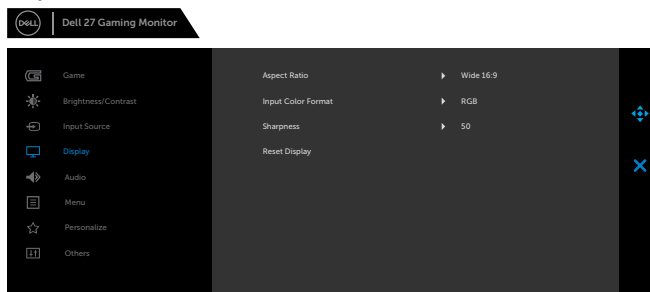 DELL
Dell 27 Gaming Monitor
Game
Aspect Ratio Wide 16:9
Brightness/Contrast Input Color Format RGB
Input Source Sharpness 50
Display Reset Display
Audio
Menu
Personalize
Others